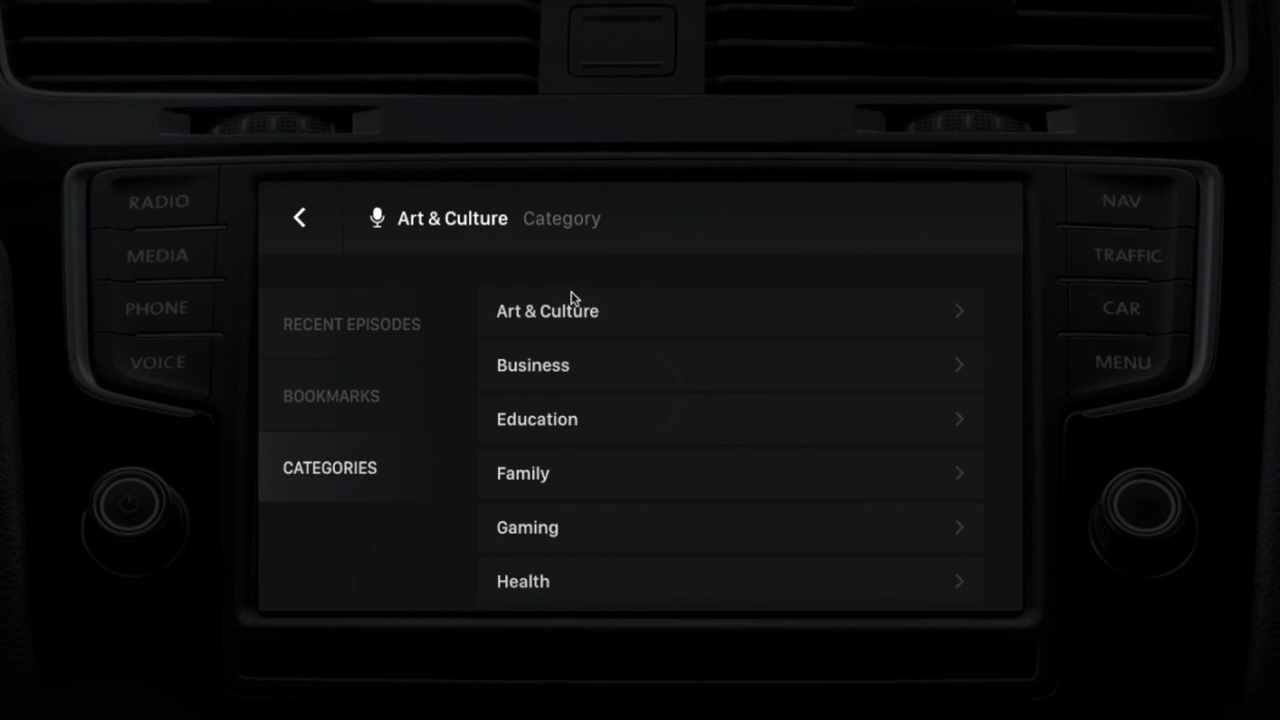 RADIO
MEDIA
PHONE
VOICE
Art & Culture Category
RECENT EPISODES
BOOKMARKS
CATEGORIES
Art & Culture
Business
Education
Family
Gaming
Health
NAV
TRAFFIC
CAR
MENU